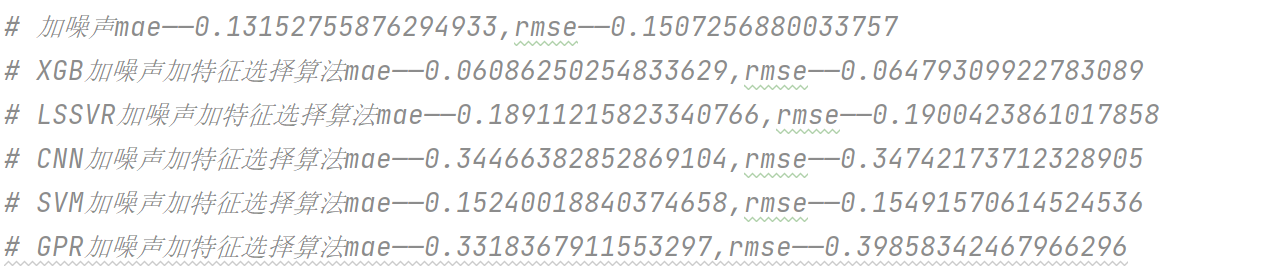 # 加噪声mae——0.13152755876294933,rmse——0.1507256880033757
# XGB加噪声加特征选择算法mae——0.06086250254833629,rmse——0.06479309922783089
# LSSVR加噪声加特征选择算法mae——0.18911215823340766,rmse——0.1900423861017858
# CNN加噪声加特征选择算法mae——0.34466382852869104,rmse——0.34742173712328905
# SVM加噪声加特征选择算法mae——0.15240018840374658,rmse——0.15491570614524536
# GPR加噪声加特征选择算法mae——0.3318367911553297,rmse——0.39858342467966296